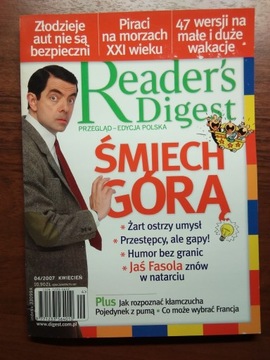 Złodzieje
aut nie są
bezpieczni
Piraci
na morzach
XXI wieku
47 wersji na
małe i duże
wakacje
Reader's
Digest
PRZEGLĄD – EDYCJA POLSKA
ŚMIECH
GÓRĄ
• Żart ostrzy umysł
• Przestępcy, ale gapy!
• Humor bez granic
• Jaś Fasola znów
w natarciu
04/2007 KWIECIEŃ
Plus Jak rozpoznać kłamczucha
Pojedynek z pumą • Co może wybrać Francja
www.digest.com.pl